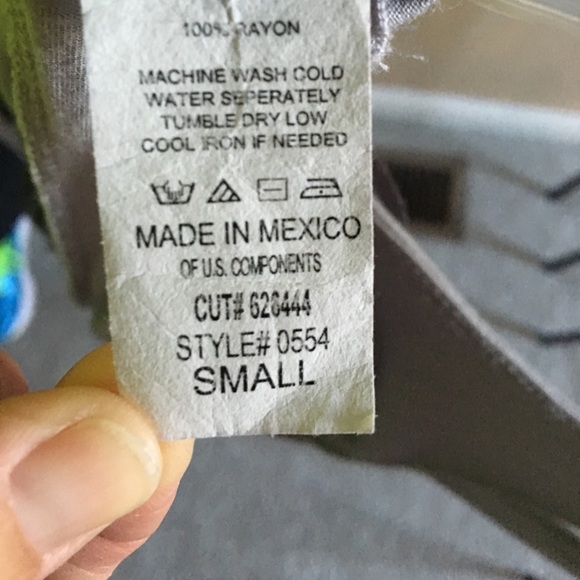 100% RAYON
MACHINE WASH COLD
WATER SEPERATELY
TUMBLE DRY LOW
COOL IRON IF NEEDED
MADE IN MEXICO
OF U.S. COMPONENTS
CUT# 628444
STYLE# 0554
SMALL